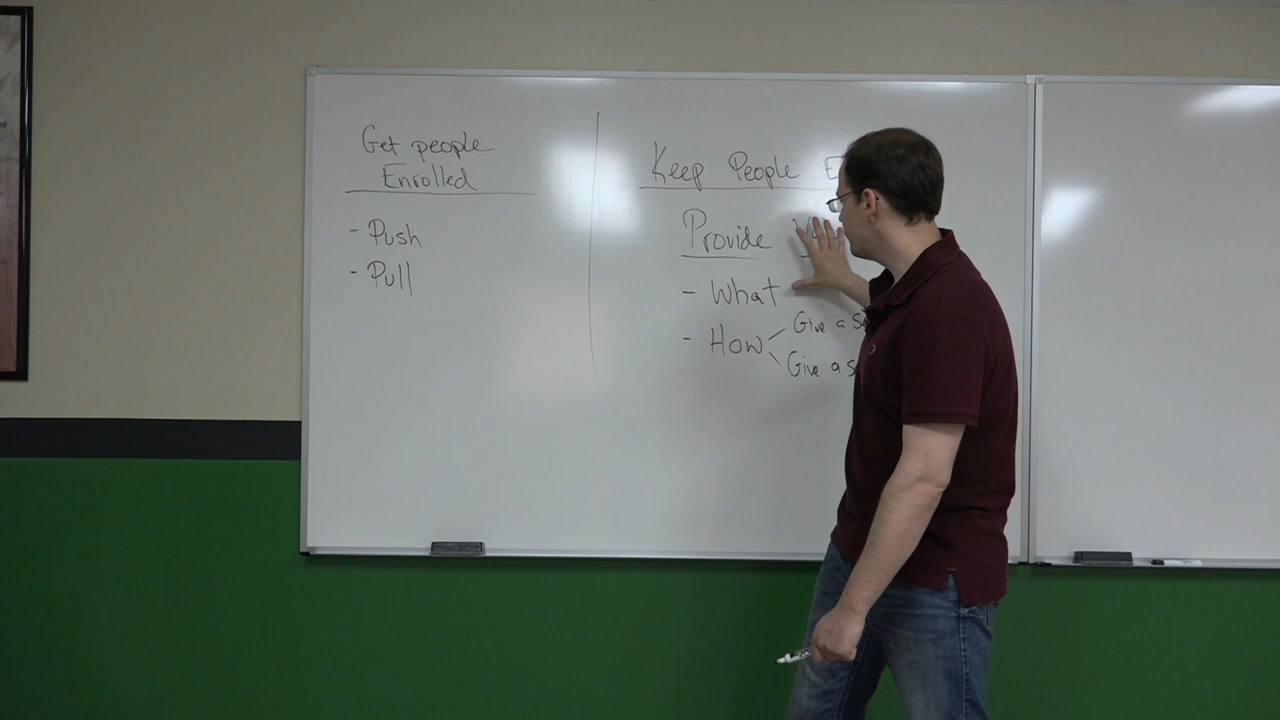 Get people
Enrolled
- Push
- Pull
Keep People
Provide
- What
- How
Give a
Give a